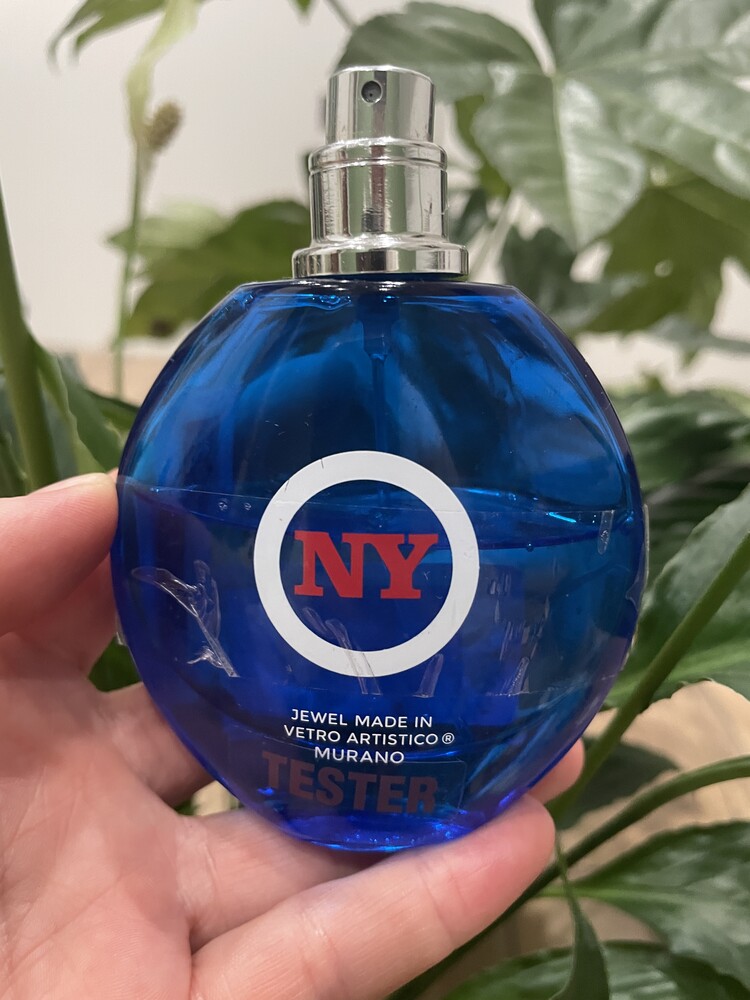 NY
JEWEL MADE IN
VETRO ARTISTICO®
MURANO
TESTER